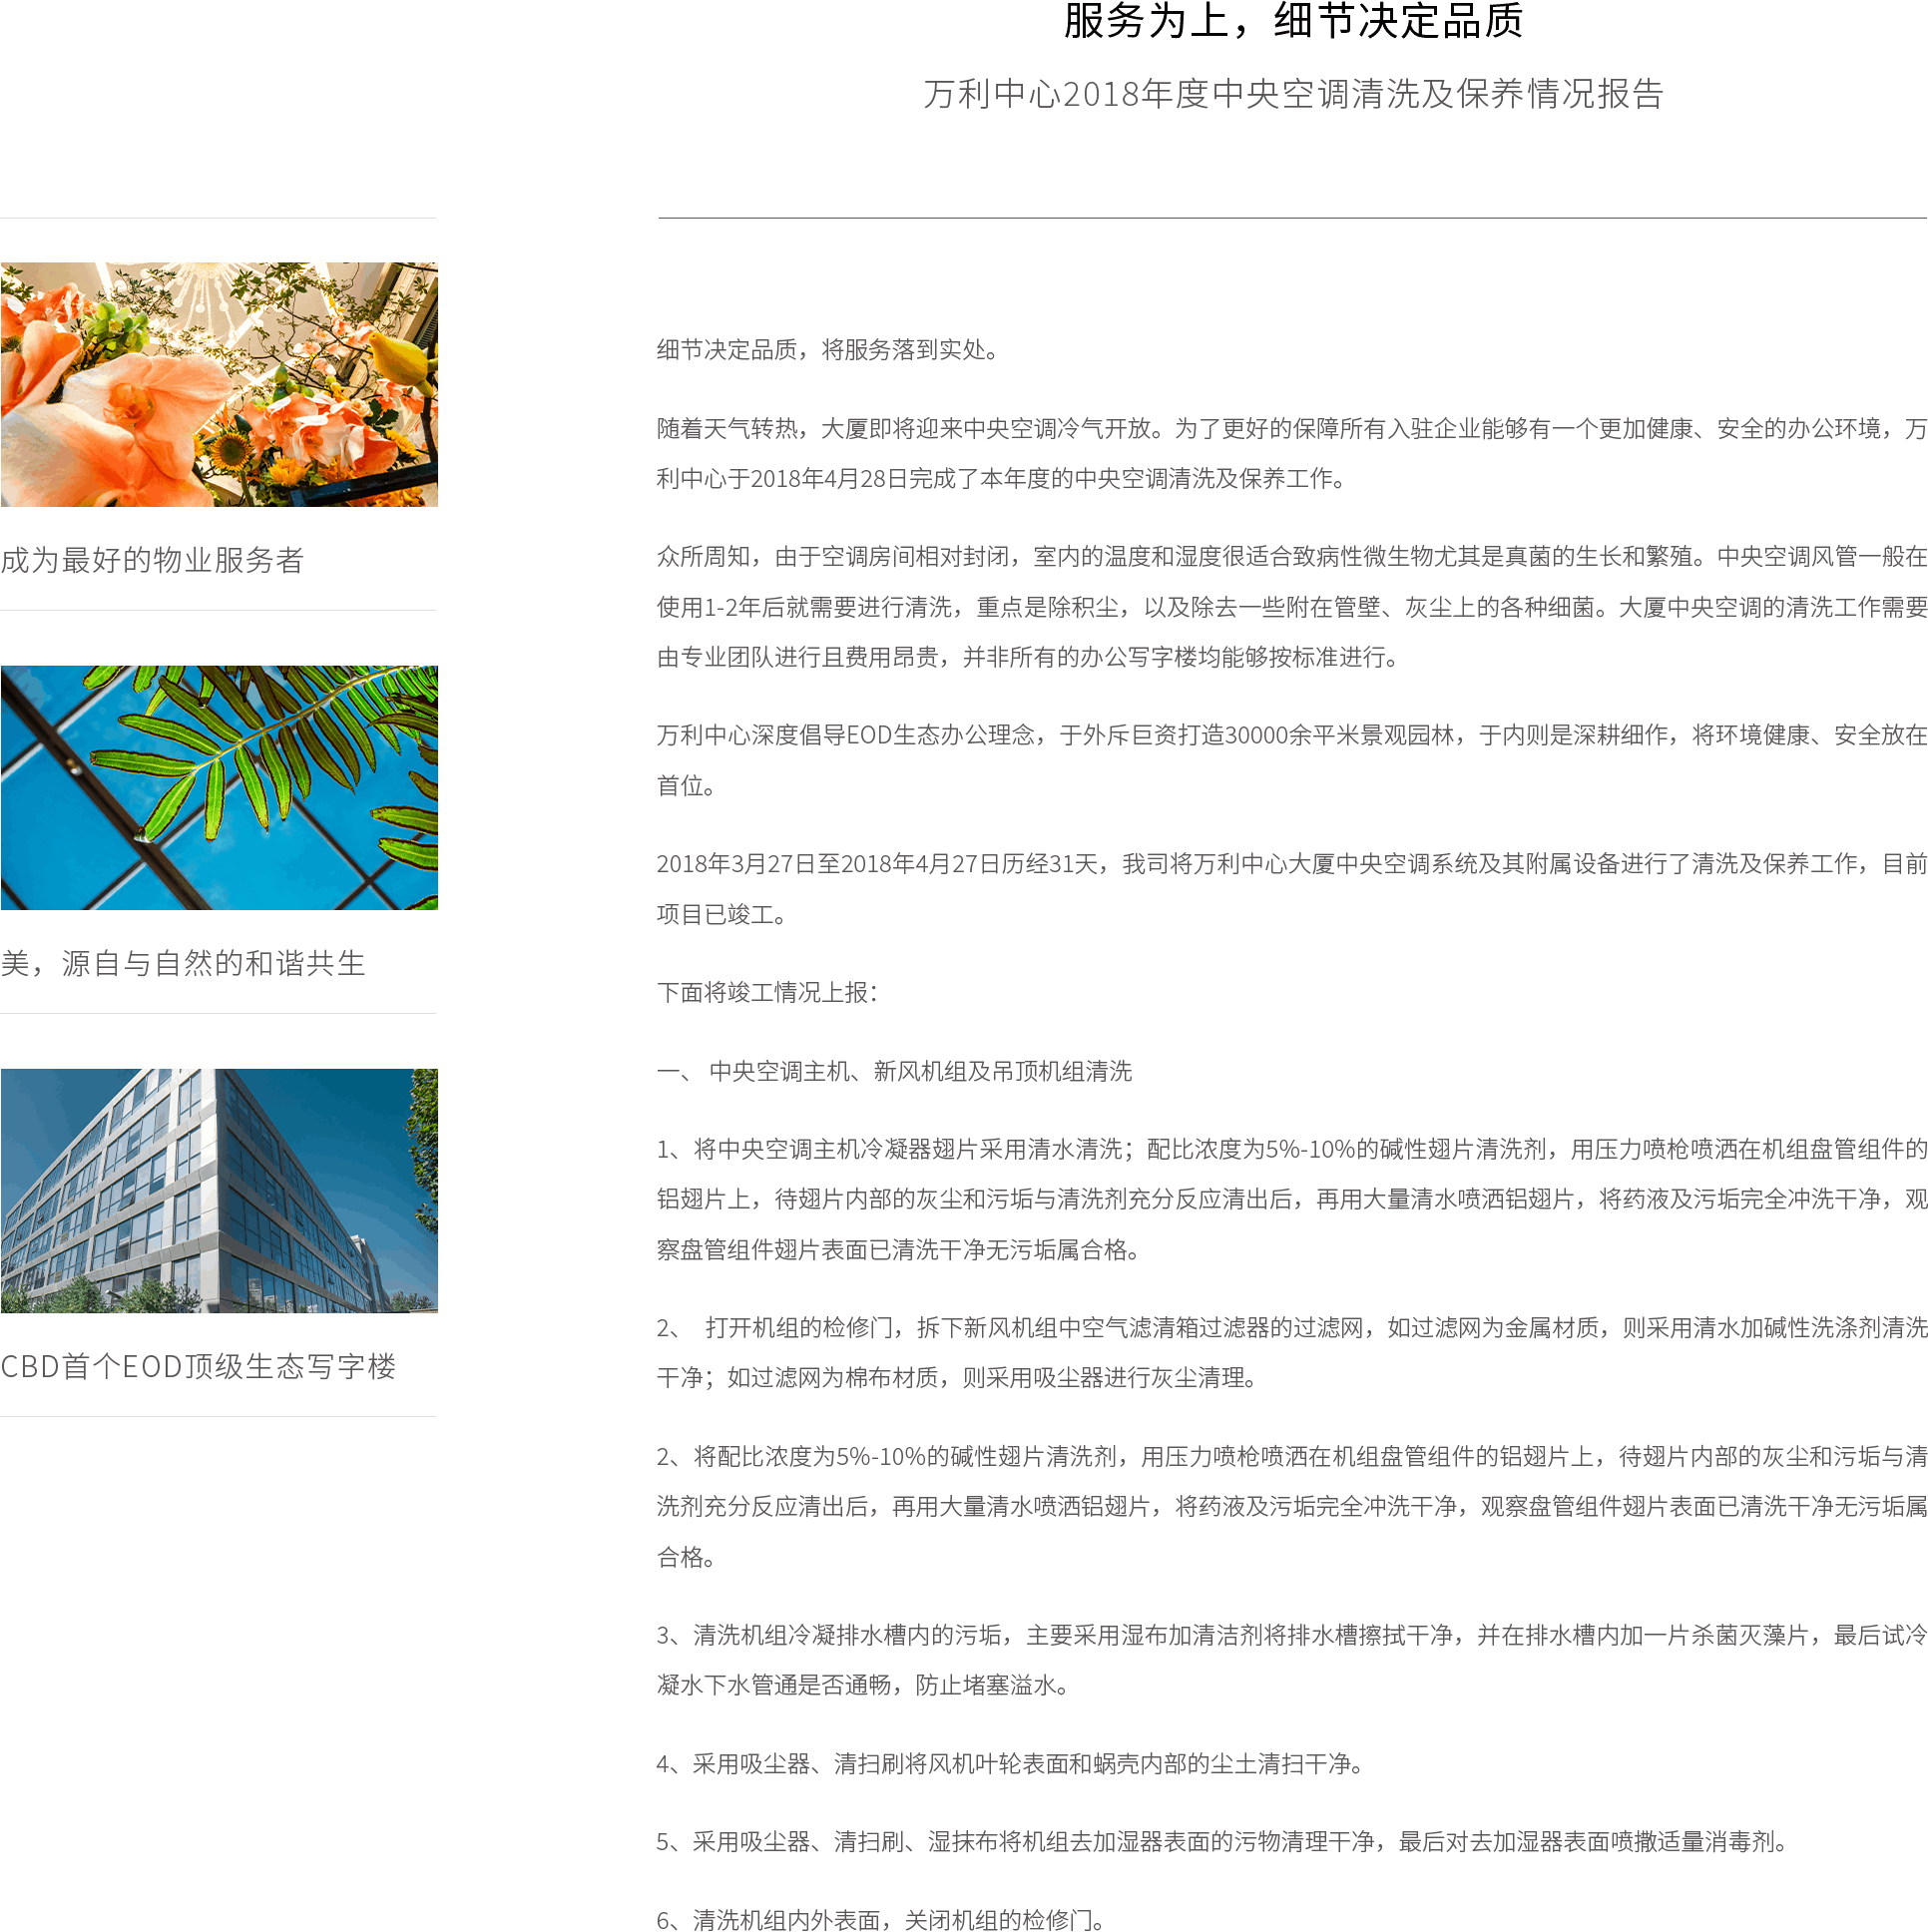 服务为上，细节决定品质
万利中心2018年度中央空调清洗及保养情况报告
成为最好的物业服务者
美，源自与自然的和谐共生
CBD首个EOD顶级生态写字楼
细节决定品质，将服务落到实处。
随着天气转热，大厦即将迎来中央空调冷气开放。为了更好的保障所有入驻企业能够有一个更加健康、安全的办公环境，万
利中心于2018年4月28日完成了本年度的中央空调清洗及保养工作。
众所周知，由于空调房间相对封闭，室内的温度和湿度很适合致病性微生物尤其是真菌的生长和繁殖。中央空调风管一般在
使用1-2年后就需要进行清洗，重点是除积尘，以及除去一些附在管壁、灰尘上的各种细菌。大厦中央空调的清洗工作需要
由专业团队进行且费用昂贵，并非所有的办公写字楼均能够按标准进行。
万利中心深度倡导EOD生态办公理念，于外斥巨资打造30000余平米景观园林，于内则是深耕细作，将环境健康、安全放在
首位。
2018年3月27日至2018年4月27日历经31天，我司将万利中心大厦中央空调系统及其附属设备进行了清洗及保养工作，目前
项目已竣工。
下面将竣工情况上报：
一、 中央空调主机、新风机组及吊顶机组清洗
1、将中央空调主机冷凝器翅片采用清水清洗；配比浓度为5%-10%的碱性翅片清洗剂，用压力喷枪喷洒在机组盘管组件的
铝翅片上，待翅片内部的灰尘和污垢与清洗剂充分反应清出后，再用大量清水喷洒铝翅片，将药液及污垢完全冲洗干净，观
察盘管组件翅片表面已清洗干净无污垢属合格。
2、 打开机组的检修门，拆下新风机组中空气滤清箱过滤器的过滤网，如过滤网为金属材质，则采用清水加碱性洗涤剂清洗
干净；如过滤网为棉布材质，则采用吸尘器进行灰尘清理。
2、将配比浓度为5%-10%的碱性翅片清洗剂，用压力喷枪喷洒在机组盘管组件的铝翅片上，待翅片内部的灰尘和污垢与清
洗剂充分反应清出后，再用大量清水喷洒铝翅片，将药液及污垢完全冲洗干净，观察盘管组件翅片表面已清洗干净无污垢属
合格。
3、清洗机组冷凝排水槽内的污垢，主要采用湿布加清洁剂将排水槽擦拭干净，并在排水槽内加一片杀菌灭藻片，最后试冷
凝水下水管通是否通畅，防止堵塞溢水。
4、采用吸尘器、清扫刷将风机叶轮表面和蜗壳内部的尘土清扫干净。
5、采用吸尘器、清扫刷、湿抹布将机组去加湿器表面的污物清理干净，最后对去加湿器表面喷撒适量消毒剂。
6、清洗机组内外表面，关闭机组的检修门。